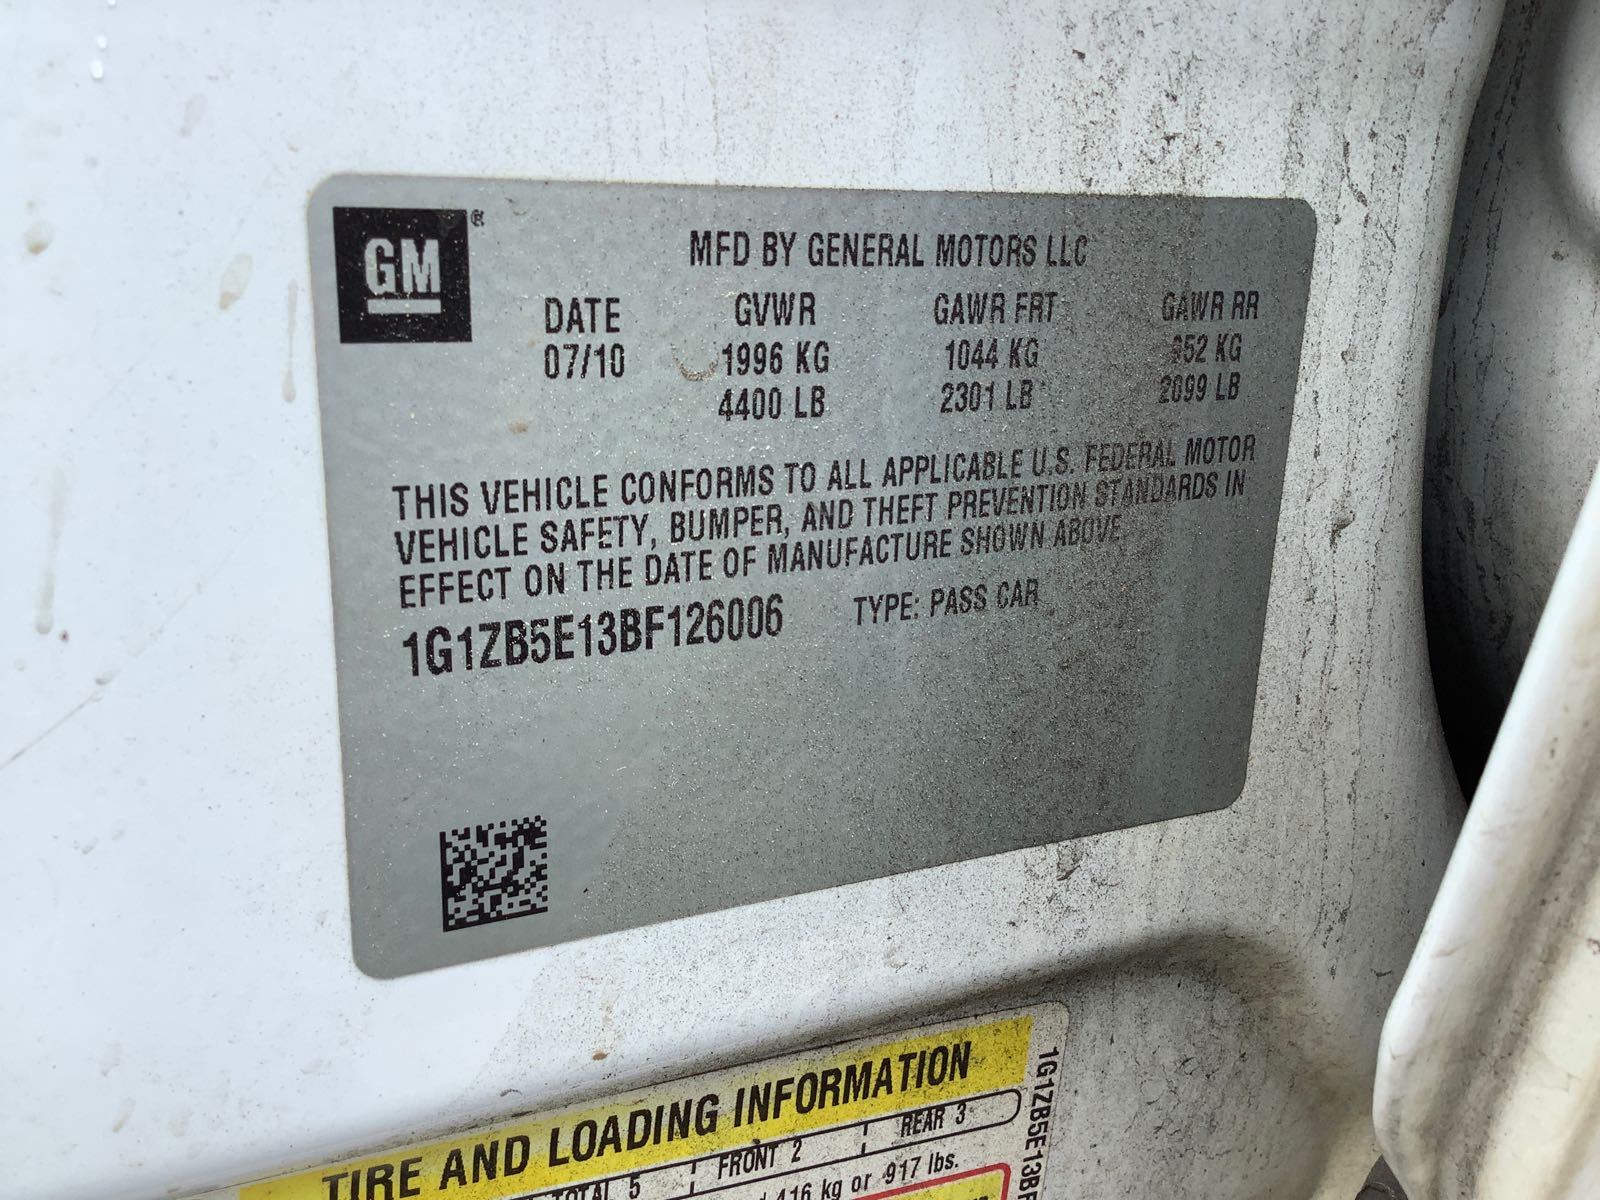 GM®
MFD BY GENERAL MOTORS LLC
DATE GVWR GAWR FRT GAWR RR
07/10 1996 KG 1044 KG 952 KG
4400 LB 2301 LB 2099 LB
THIS VEHICLE CONFORMS TO ALL APPLICABLE U.S. FEDERAL MOTOR
VEHICLE SAFETY, BUMPER, AND THEFT PREVENTION STANDARDS IN
EFFECT ON THE DATE OF MANUFACTURE SHOWN ABOVE.
1G1ZB5E13BF126006 TYPE: PASS CAR
TIRE AND LOADING INFORMATION
TOTAL 5 FRONT 2 REAR 3
416 kg or 917 lbs.
1G1ZB5E13BF